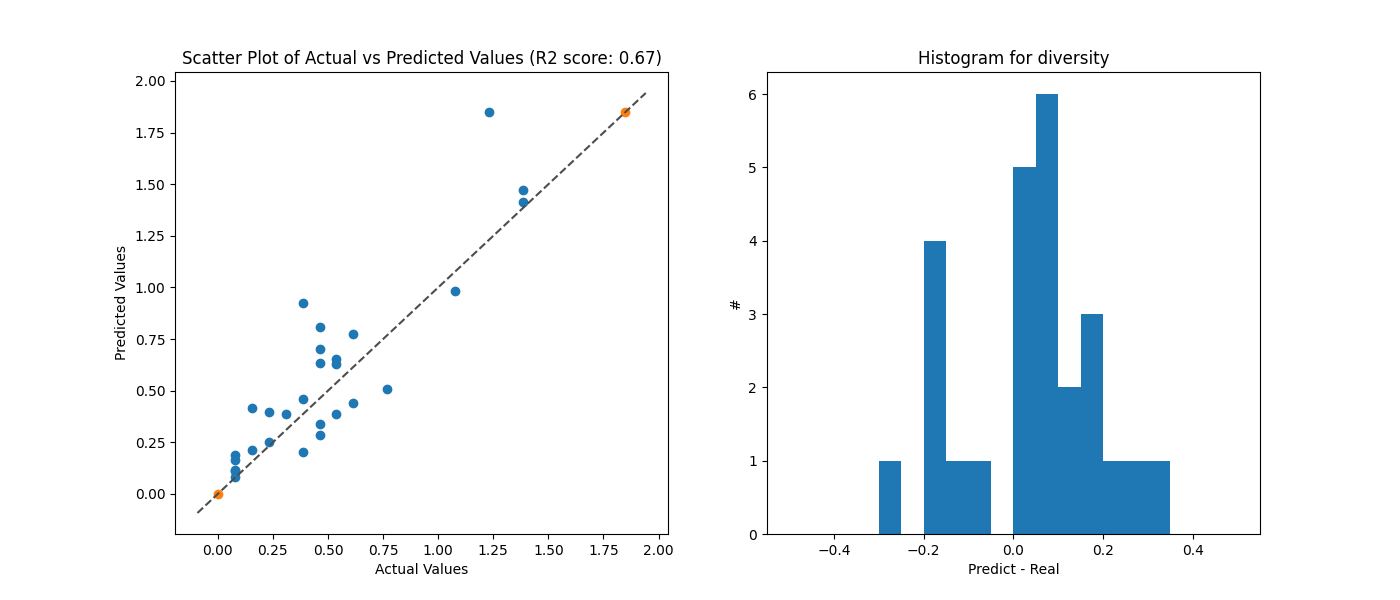 Scatter Plot of Actual vs Predicted Values (R2 score: 0.67)
2.00
1.75
1.50
1.25
1.00
0.75
0.50
0.25
0.00
Predicted Values
0.00 0.25 0.50 0.75 1.00 1.25 1.50 1.75 2.00
Actual Values
Histogram for diversity
6
5
4
3
2
1
0
#
−0.4 −0.2 0.0 0.2 0.4
Predict - Real